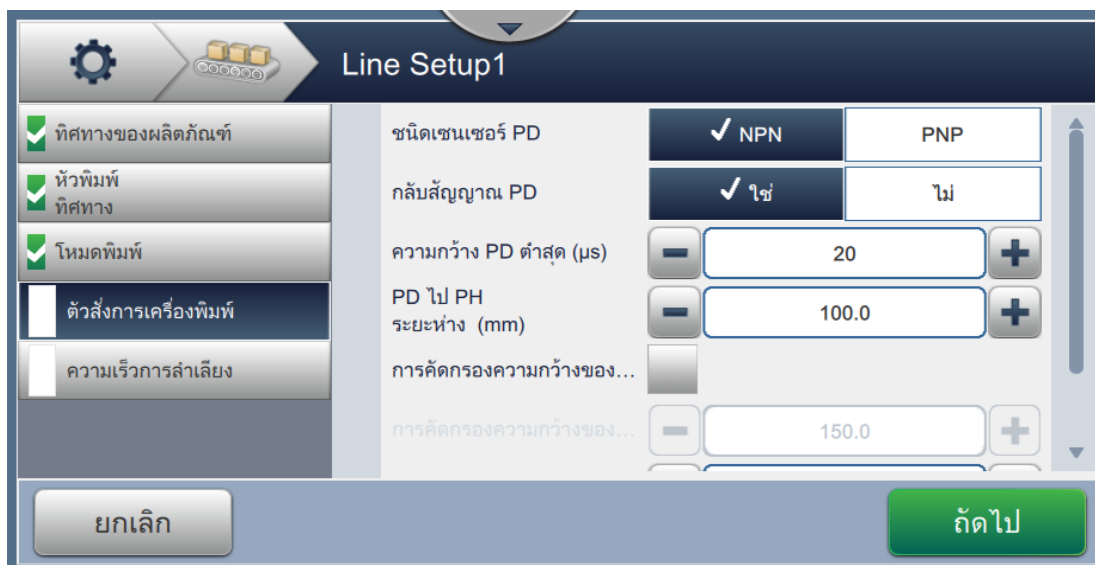 Line Setup1
ทิศทางของผลิตภัณฑ์
หัวพิมพ์
ทิศทาง
โหมดพิมพ์
ตัวสั่งการเครื่องพิมพ์
ความเร็วการลำเลียง
ชนิดเซนเซอร์ PD
NPN
PNP
กลับสัญญาณ PD
ใช่
ไม่
ความกว้าง PD ต่ำสุด (µs)
20
PD ไป PH
ระยะห่าง (mm)
100.0
การคัดกรองความกว้างของ...
การคัดกรองความกว้างของ...
150.0
ยกเลิก
ถัดไป